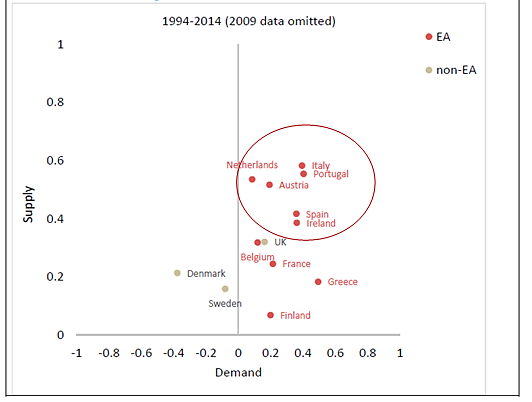 1994-2014 (2009 data omitted)
EA
non-EA
1
0.8
0.6
0.4
0.2
0
Supply
Netherlands
Italy
Portugal
Austria
Spain
Ireland
UK
Belgium
France
Denmark
Greece
Sweden
Finland
-1 -0.8 -0.6 -0.4 -0.2 0 0.2 0.4 0.6 0.8 1
Demand